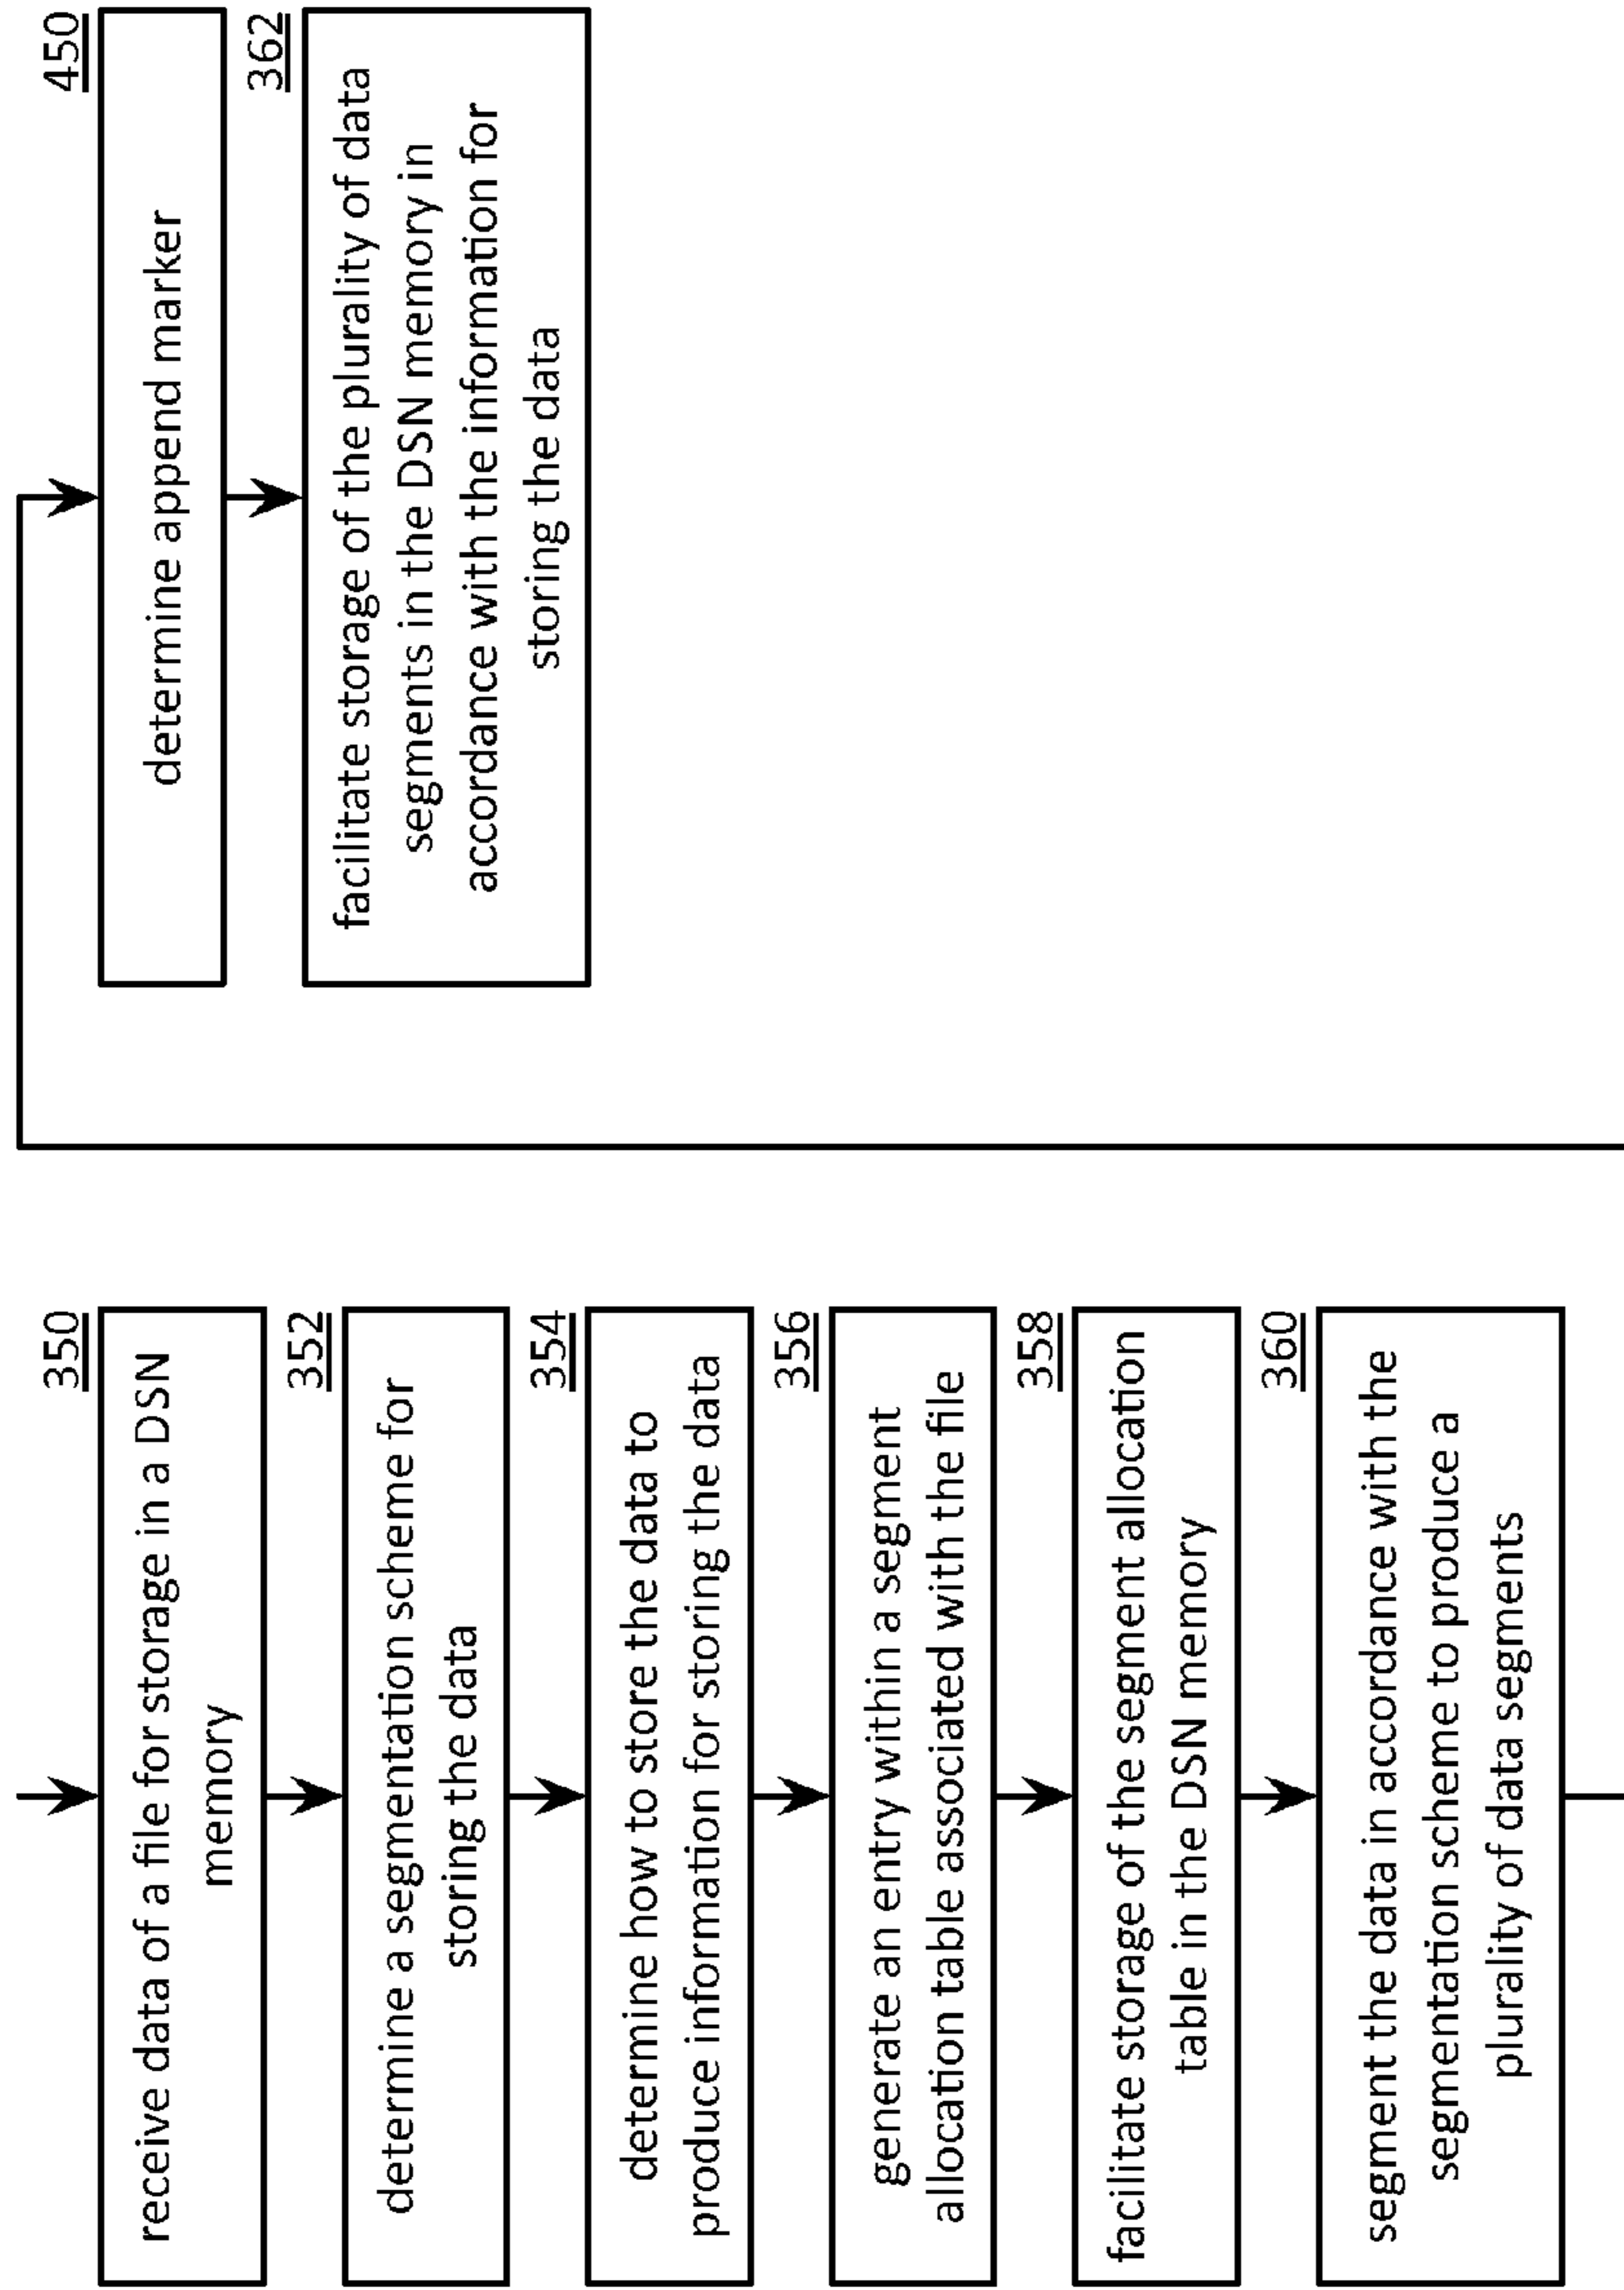 350
receive data of a file for storage in a DSN
memory
352
determine a segmentation scheme for
storing the data
354
determine how to store the data to
produce information for storing the data
356
generate an entry within a segment
allocation table associated with the file
358
facilitate storage of the segment allocation
table in the DSN memory
360
segment the data in accordance with the
segmentation scheme to produce a
plurality of data segments
450
determine append marker
362
facilitate storage of the plurality of data
segments in the DSN memory in
accordance with the information for
storing the data